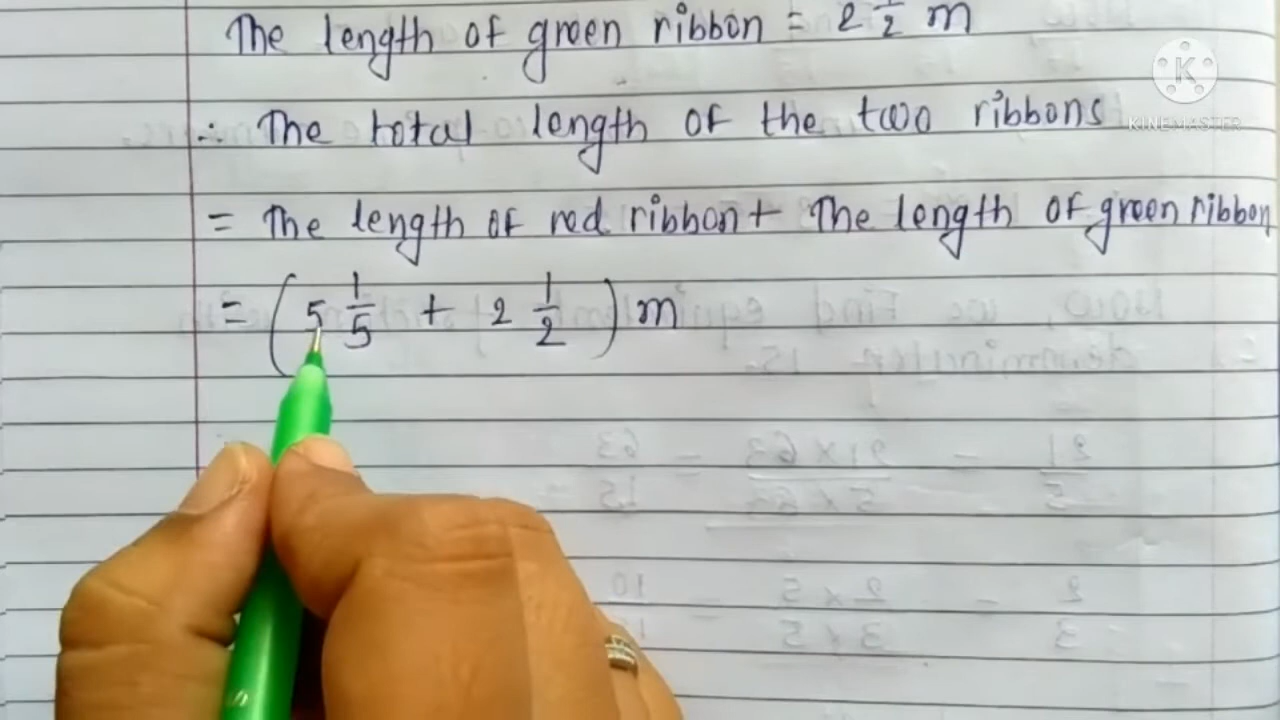 The length of green ribbon = 2 1/2 m
∴ The total length of the two ribbons
= The length of red ribbon + The length of green ribbon
= (5 1/5 + 2 1/2) m
K
KINEMASTER